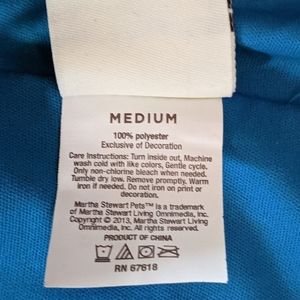 MEDIUM
100% polyester
Exclusive of Decoration
Care Instructions: Turn inside out, Machine
wash cold with like colors, Gentle cycle.
Only non-chlorine bleach when needed.
Tumble dry low. Remove promptly. Warm
iron if needed. Do not iron on print or
decoration.
Martha Stewart Pets™ is a trademark
of Martha Stewart Living Omnimedia, Inc.
Copyright © 2013, Martha Stewart Living
Omnimedia, Inc. All rights reserved.
PRODUCT OF CHINA
RN 67618